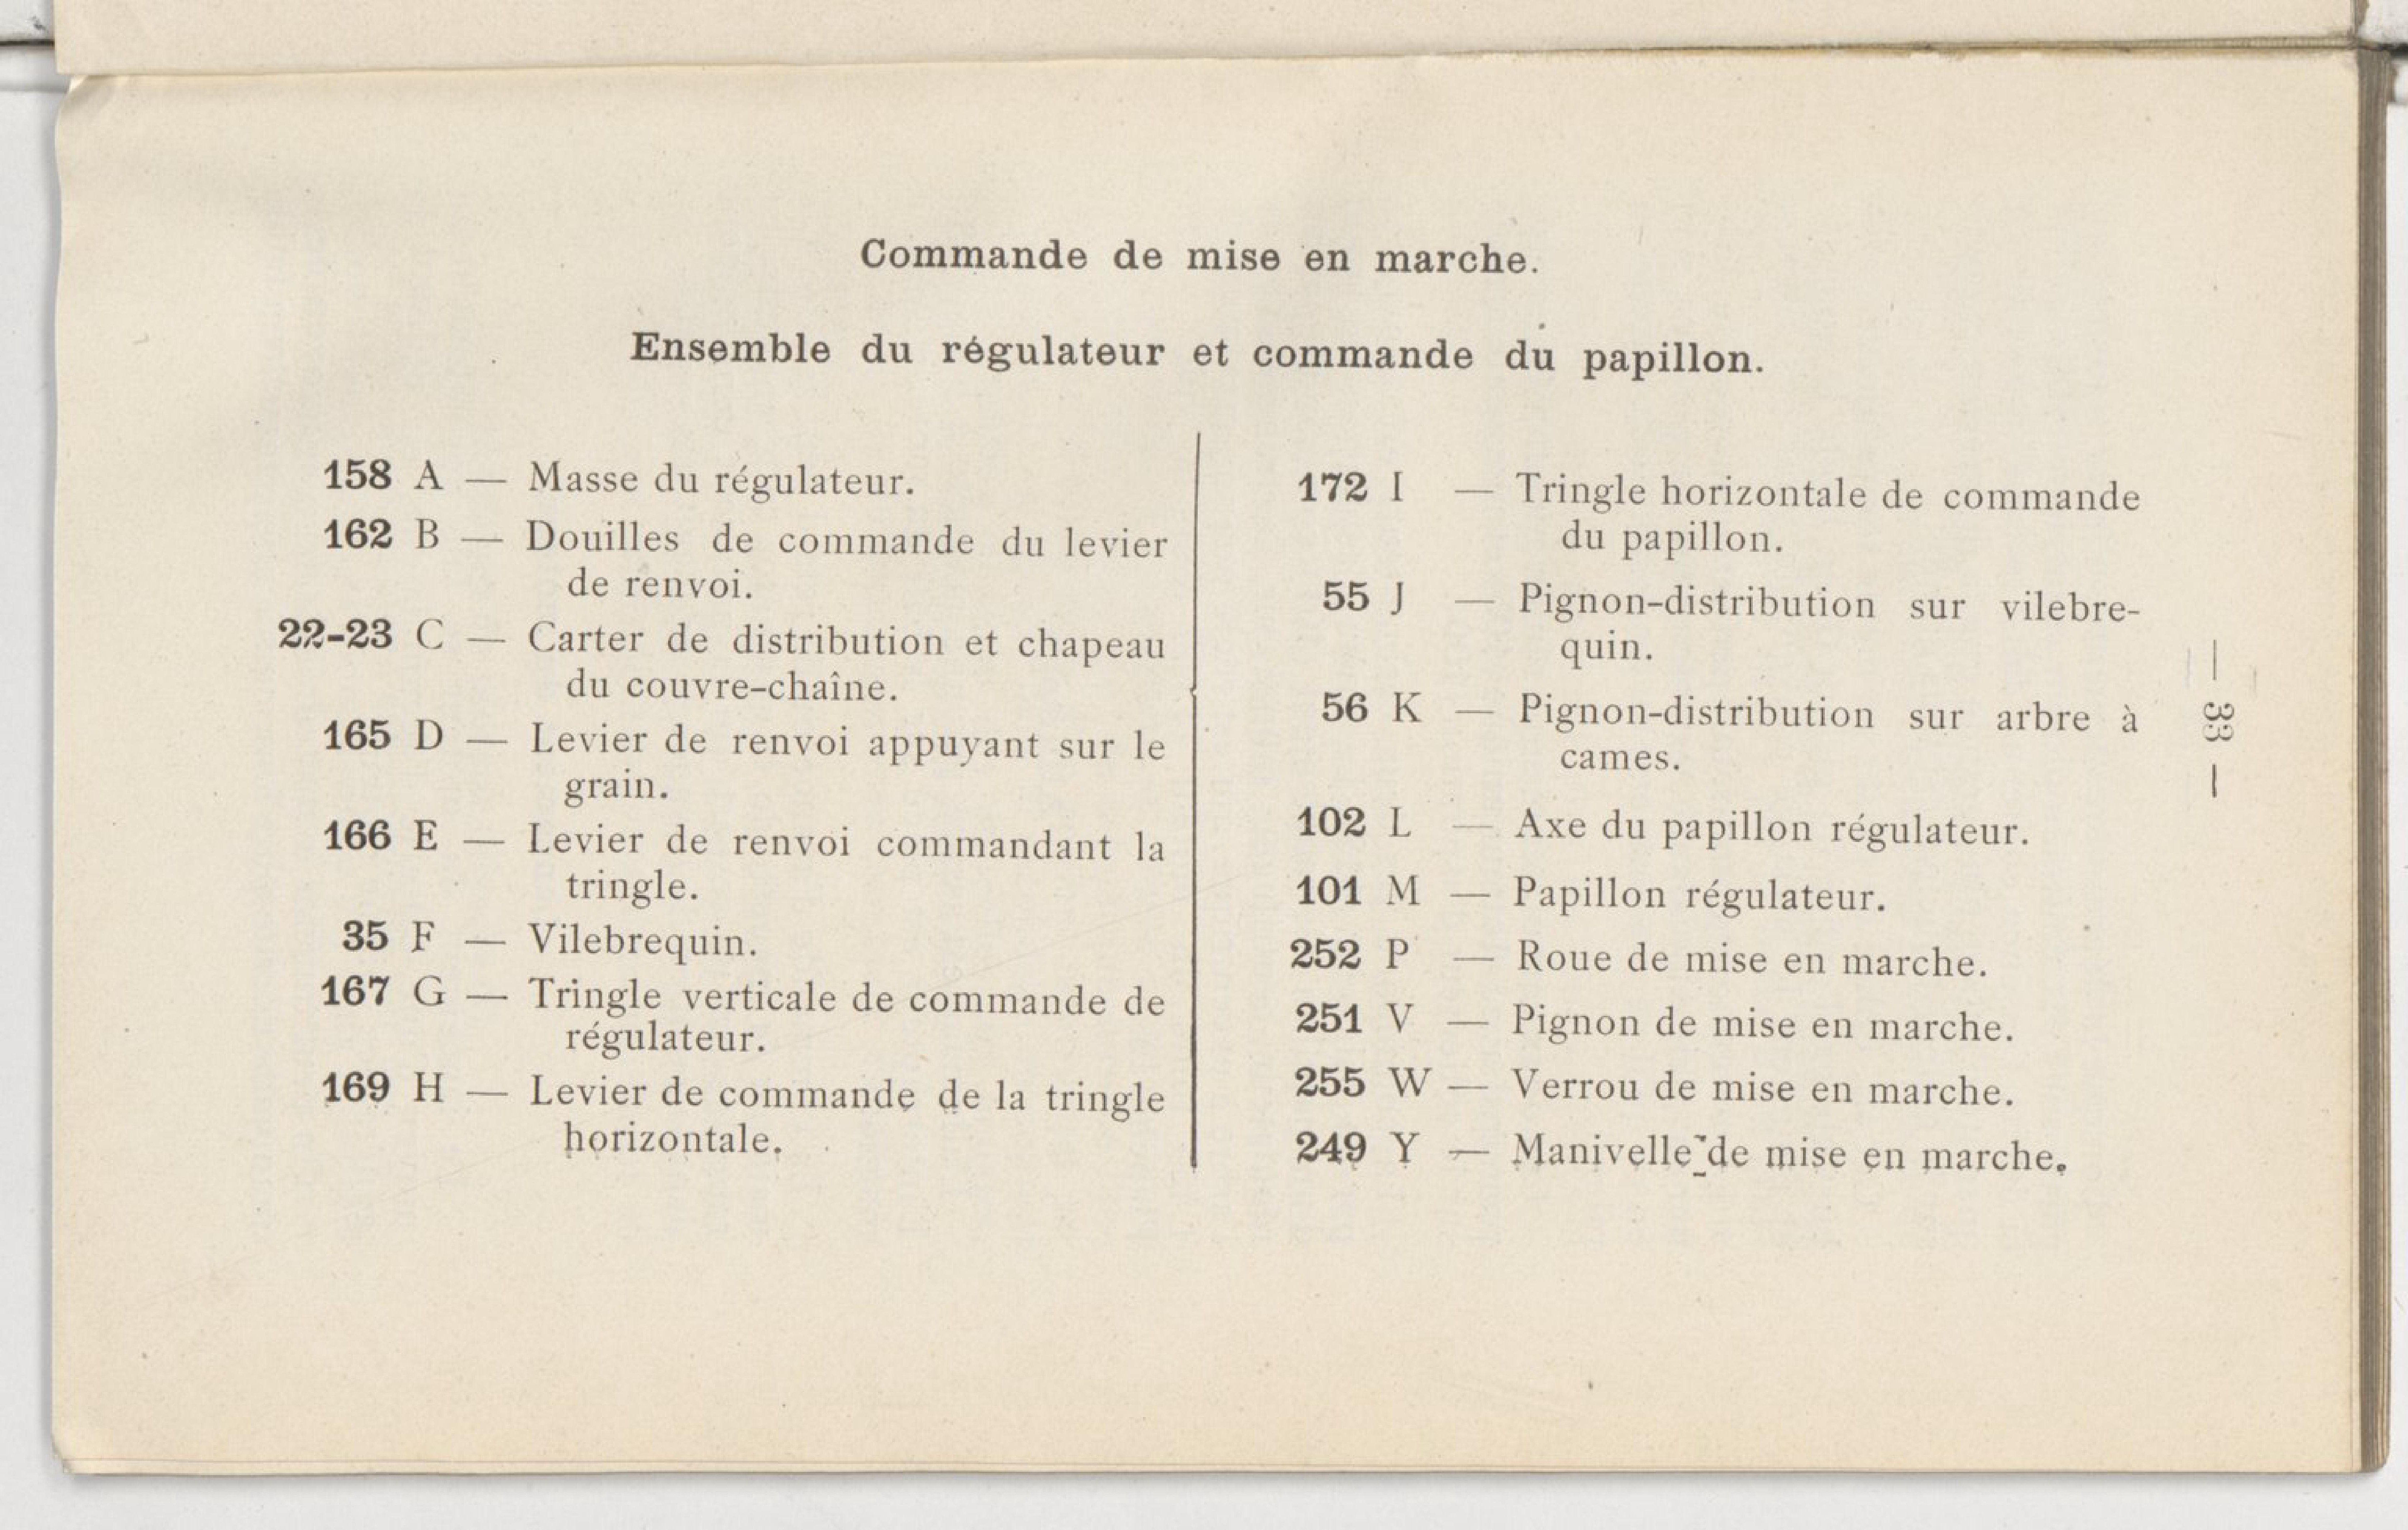 Commande de mise en marche.
Ensemble du régulateur et commande du papillon.
158 A — Masse du régulateur.
162 B — Douilles de commande du levier
de renvoi.
22-23 C — Carter de distribution et chapeau
du couvre-chaîne.
165 D — Levier de renvoi appuyant sur le
grain.
166 E — Levier de renvoi commandant la
tringle.
35 F — Vilebrequin.
167 G — Tringle verticale de commande de
régulateur.
169 H — Levier de commande de la tringle
horizontale.
172 I — Tringle horizontale de commande
du papillon.
55 J — Pignon-distribution sur vilebre-
quin.
56 K — Pignon-distribution sur arbre à
cames.
102 L — Axe du papillon régulateur.
101 M — Papillon régulateur.
252 P — Roue de mise en marche.
251 V — Pignon de mise en marche.
255 W — Verrou de mise en marche.
249 Y — Manivelle de mise en marche.
— 33 —